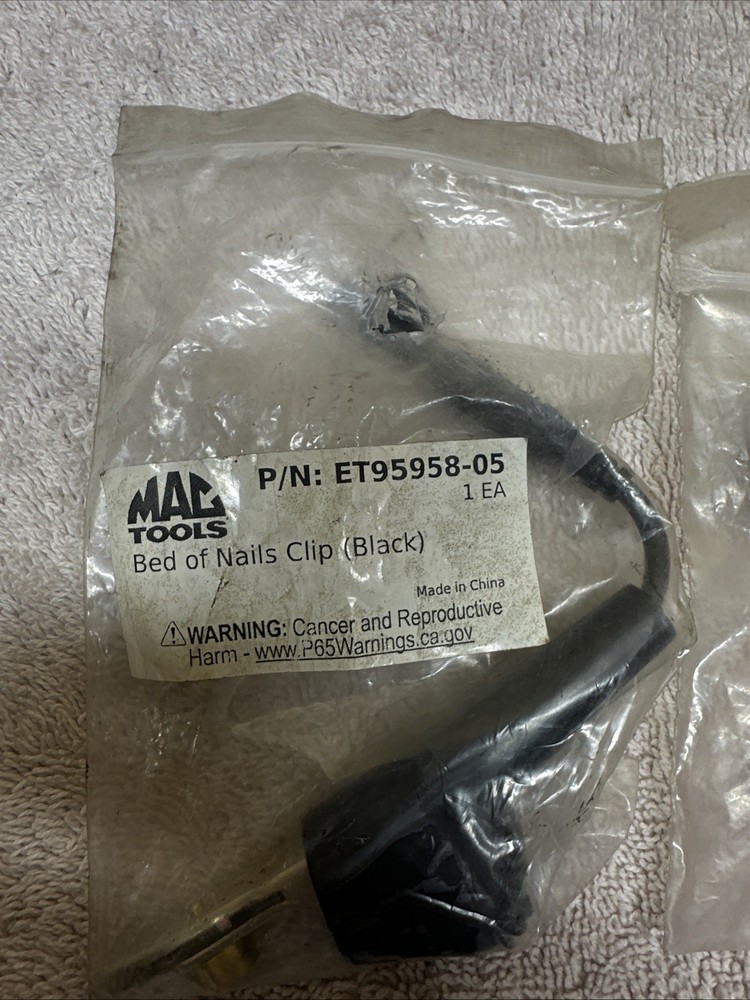 MAC
TOOLS
P/N: ET95958-05
1 EA
Bed of Nails Clip (Black)
Made in China
⚠WARNING: Cancer and Reproductive
Harm - www.P65Warnings.ca.gov